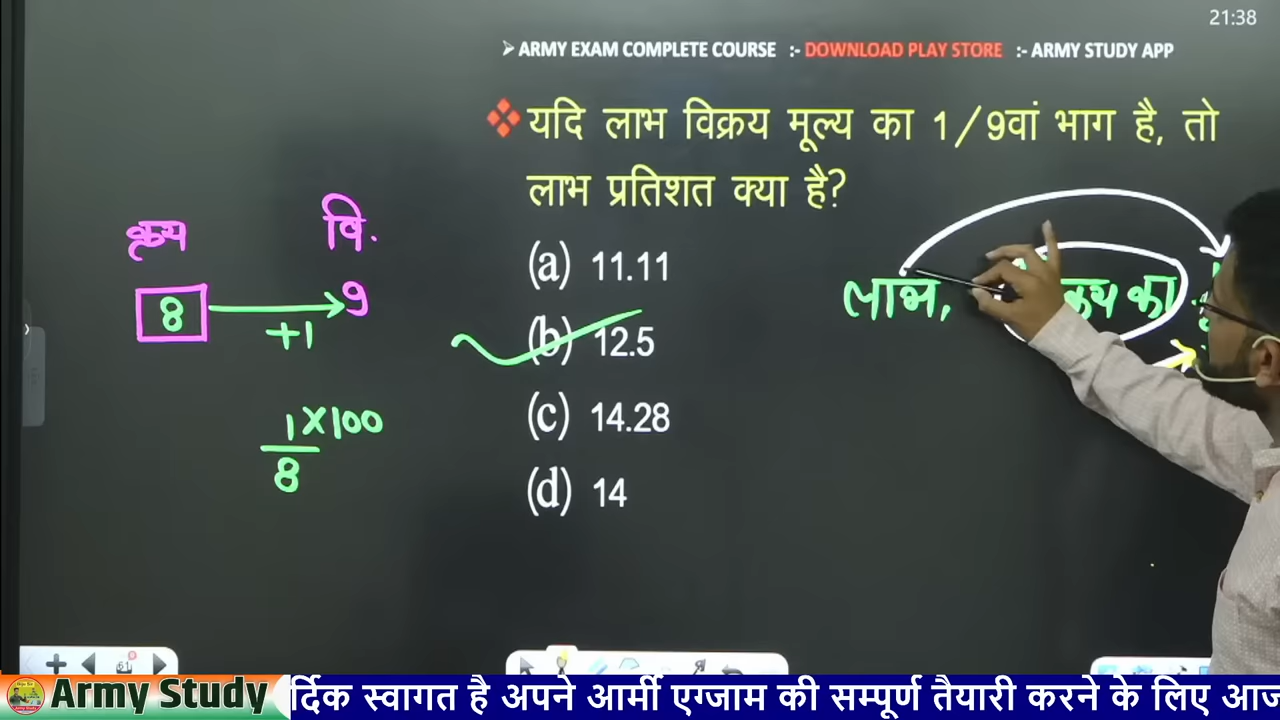 21:38
➤ ARMY EXAM COMPLETE COURSE :- DOWNLOAD PLAY STORE :- ARMY STUDY APP
❖ यदि लाभ विक्रय मूल्य का 1/9वां भाग है, तो
लाभ प्रतिशत क्या है?
(a) 11.11
(b) 12.5
(c) 14.28
(d) 14
क्रय वि.
8 +1 9
1×100
8
लाभ, का
61
Army Study र्दिक स्वागत है अपने आर्मी एग्जाम की सम्पूर्ण तैयारी करने के लिए आज